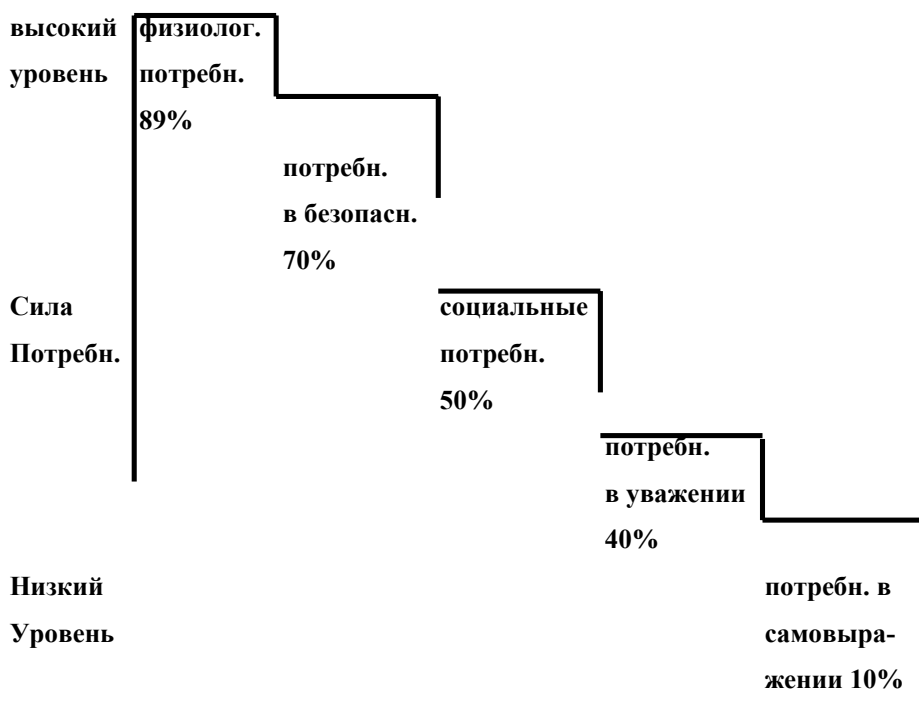 высокий физиолог.
уровень потребн.
89%
потребн.
в безопасн.
70%
Сила социальные
Потребн. потребн.
50%
потребн.
в уважении
40%
Низкий потребн. в
Уровень самовыра-
жении 10%